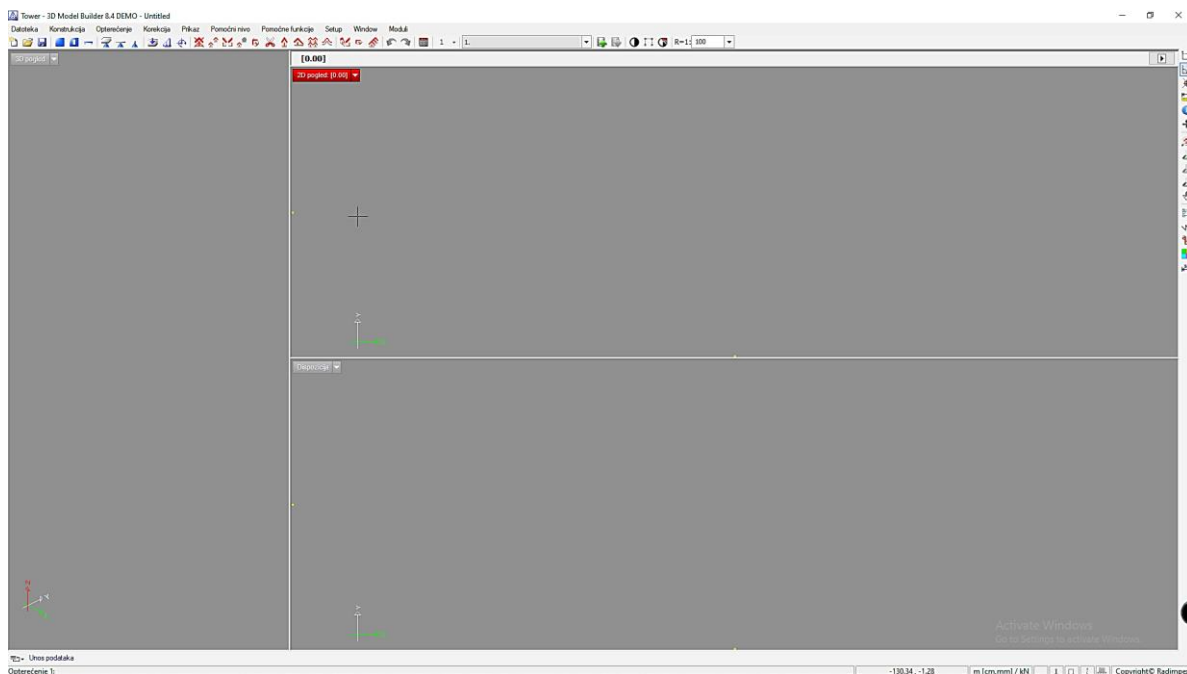 Tower - 3D Model Builder 8.4 DEMO - Untitled
Datoteka Konstrukcija Opterećenje Korekcija Prikaz Pomoćni nivo Pomoćne funkcije Setup Window Moduli
1 - 1. R=1: 100
3D pogled
[0.00]
2D pogled: [0.00]
Dispozicija
Z
Activate Windows
Go to Settings to activate Windows.
Unos podataka
Opterećenje 1:
-130.34 , -1.28 m [cm,mm] / kN Copyright© Radimpex